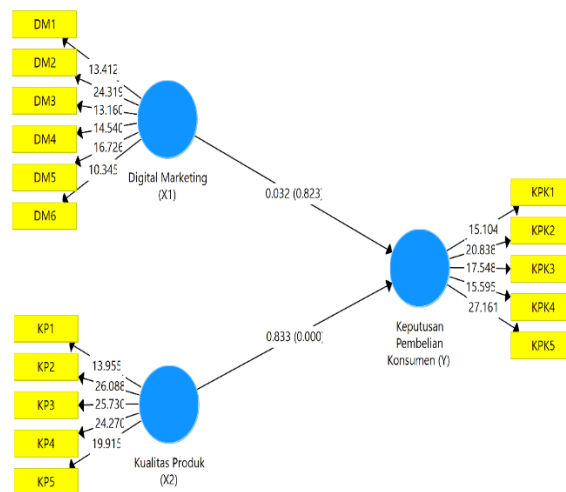 DM1
DM2
DM3
DM4
DM5
DM6
13.412
24.319
13.160
14.540
16.726
10.345
Digital Marketing
(X1)
0.032 (0.823)
KP1
KP2
KP3
KP4
KP5
13.955
26.088
25.730
24.270
19.915
Kualitas Produk
(X2)
0.833 (0.000)
Keputusan
Pembelian
Konsumen (Y)
15.104
20.838
17.548
15.595
27.161
KPK1
KPK2
KPK3
KPK4
KPK5